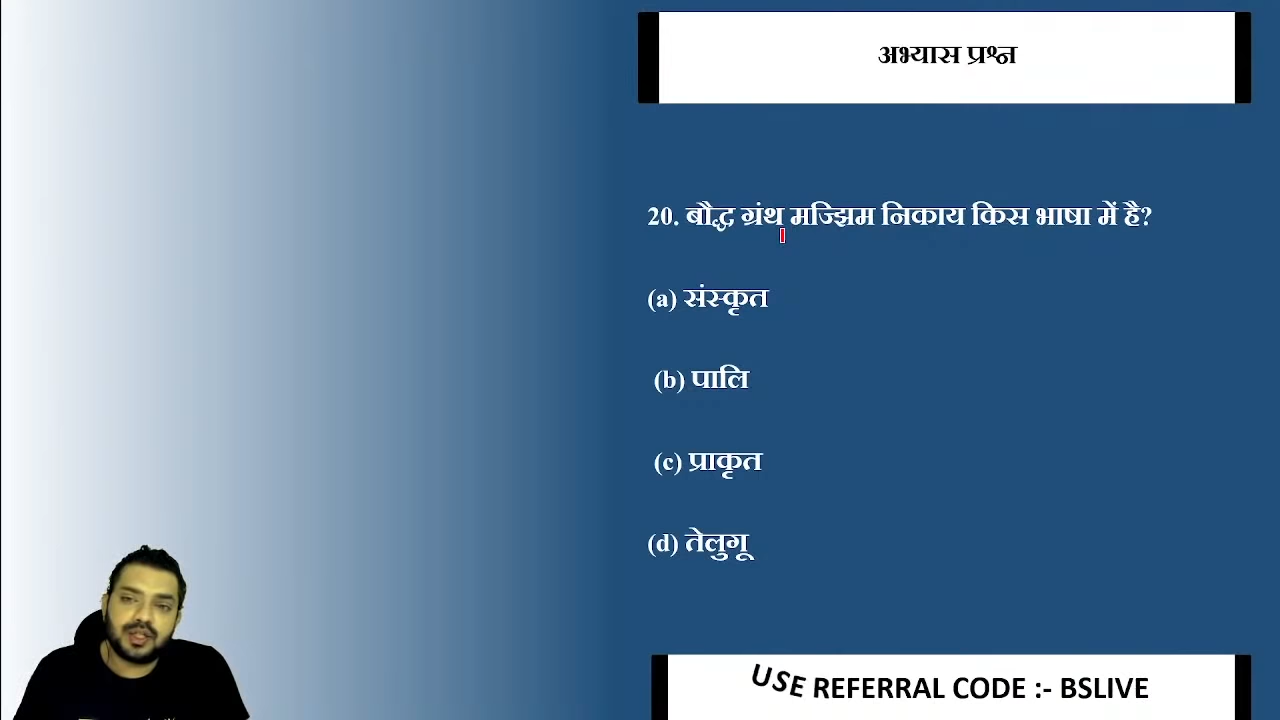 अभ्यास प्रश्न
20. बौद्ध ग्रंथ मज्झिम निकाय किस भाषा में है?
(a) संस्कृत
(b) पालि
(c) प्राकृत
(d) तेलुगू
USE REFERRAL CODE :- BSLIVE